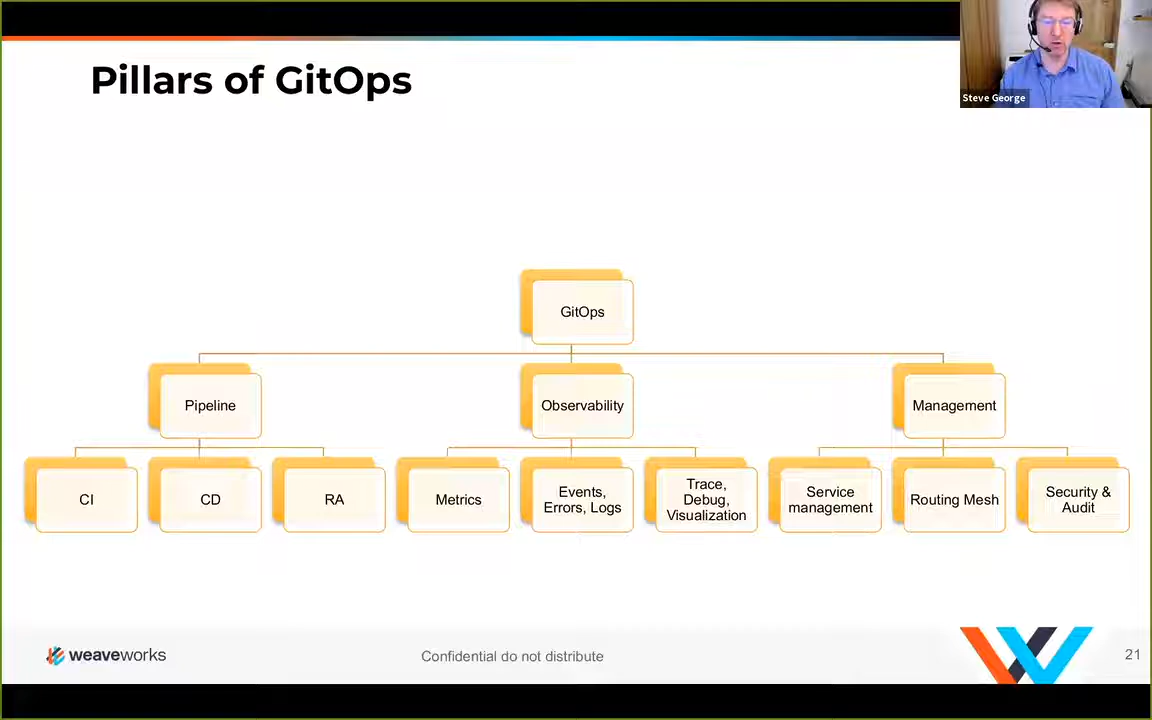 Pillars of GitOps
Steve George
GitOps
Pipeline
Observability
Management
CI
CD
RA
Metrics
Events,
Errors, Logs
Trace,
Debug,
Visualization
Service
management
Routing Mesh
Security &
Audit
weaveworks
Confidential do not distribute
21